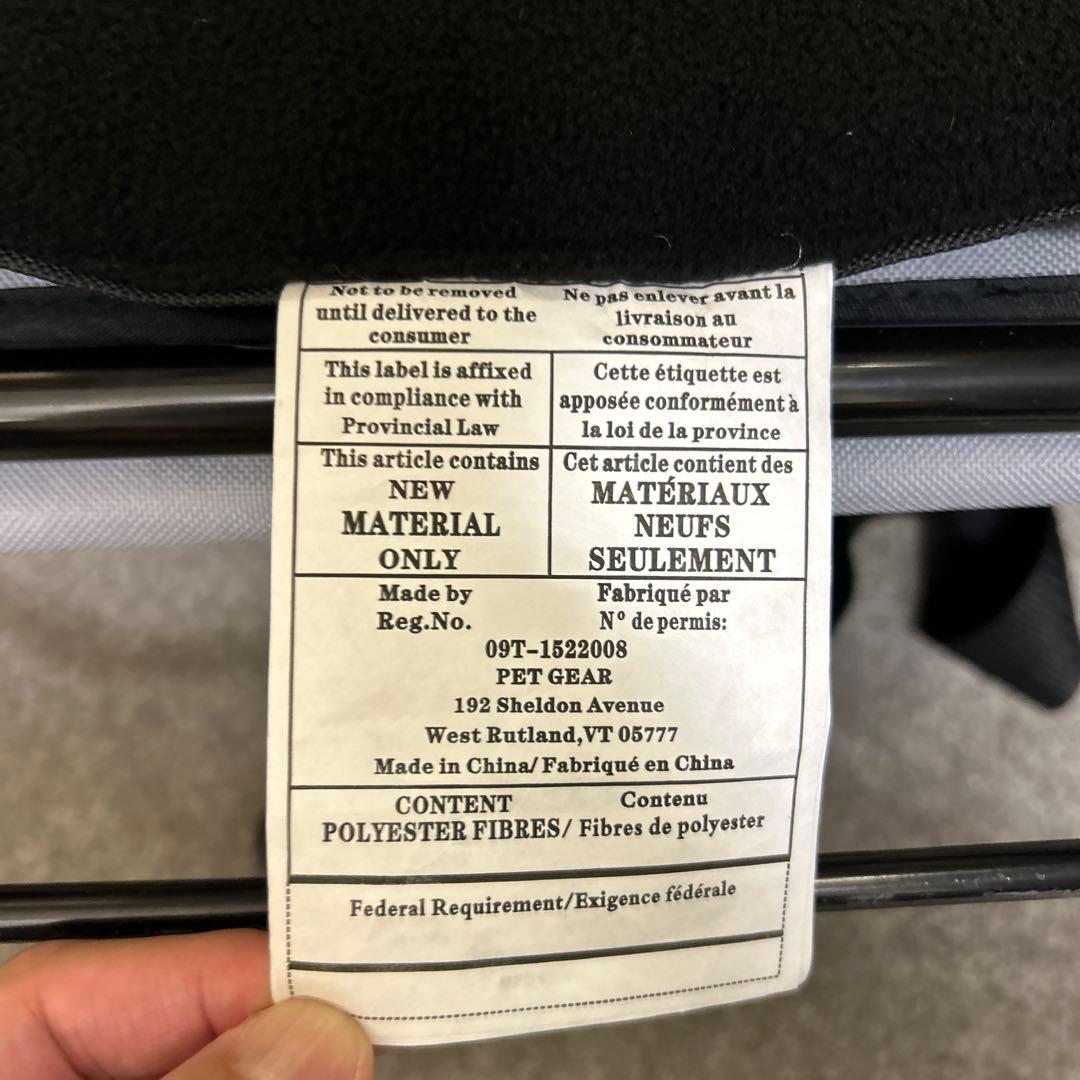 Not to be removed
until delivered to the
consumer
Ne pas enlever avant la
livraison au
consommateur
This label is affixed
in compliance with
Provincial Law
Cette étiquette est
apposée conformément à
la loi de la province
This article contains
NEW
MATERIAL
ONLY
Cet article contient des
MATÉRIAUX
NEUFS
SEULEMENT
Made by
Reg.No.
Fabriqué par
Nº de permis:
09T-1522008
PET GEAR
192 Sheldon Avenue
West Rutland,VT 05777
Made in China/ Fabriqué en China
CONTENT Contenu
POLYESTER FIBRES/ Fibres de polyester
Federal Requirement/Exigence fédérale